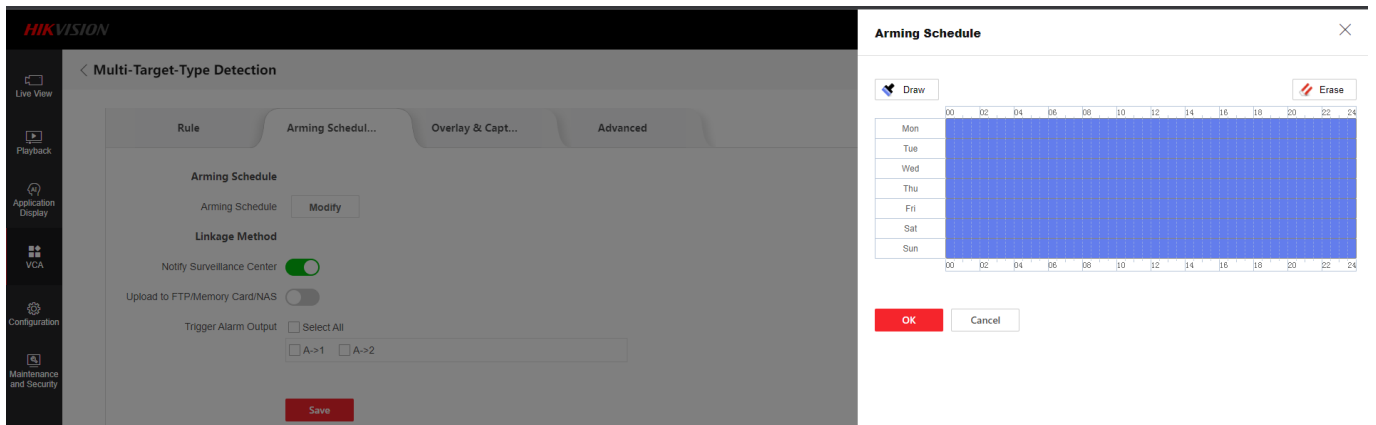 HIKVISION
Live View
Playback
Application
Display
VCA
Configuration
Maintenance
and Security
< Multi-Target-Type Detection
Rule
Arming Schedul...
Overlay & Capt...
Advanced
Arming Schedule
Arming Schedule Modify
Linkage Method
Notify Surveillance Center
Upload to FTP/Memory Card/NAS
Trigger Alarm Output Select All
A->1 A->2
Save
Arming Schedule
Draw
Erase
00 02 04 06 08 10 12 14 16 18 20 22 24
Mon
Tue
Wed
Thu
Fri
Sat
Sun
00 02 04 06 08 10 12 14 16 18 20 22 24
OK
Cancel